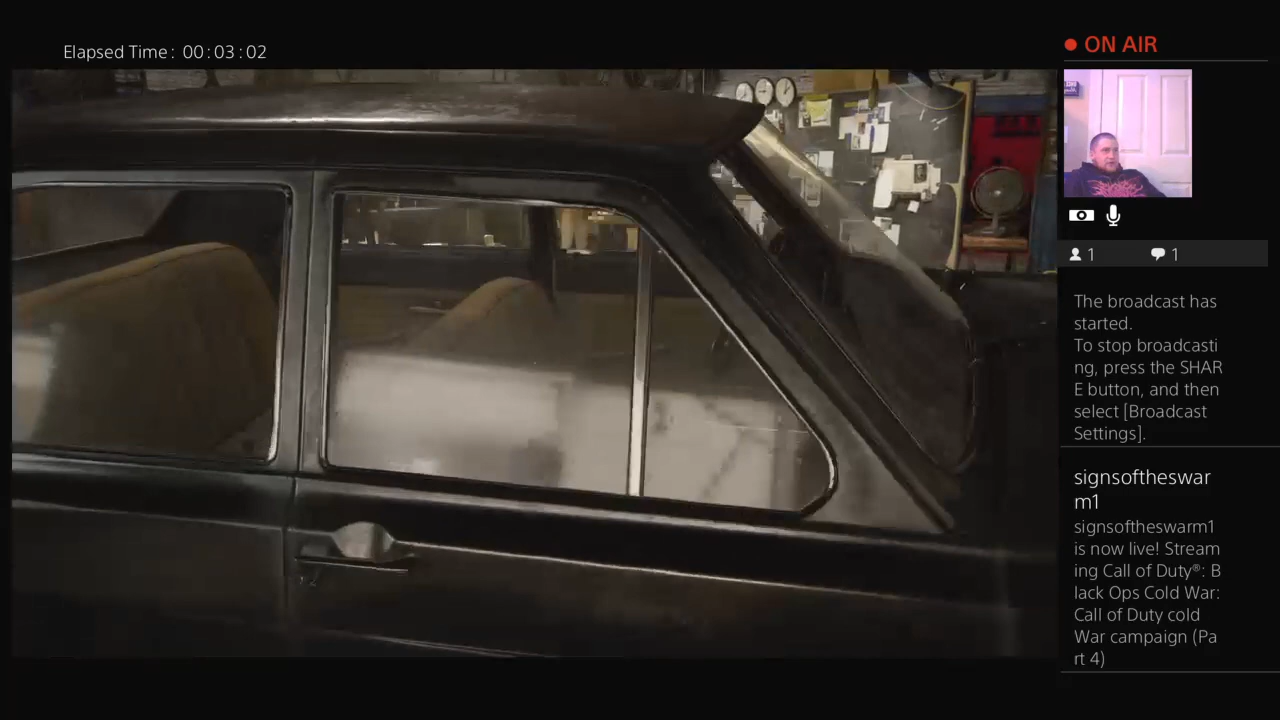 Elapsed Time: 00:03:02
ON AIR
1
1
The broadcast has
started.
To stop broadcasti
ng, press the SHAR
E button, and then
select [Broadcast
Settings].
signsoftheswar
m1
signsoftheswarm1
is now live! Stream
ing Call of Duty®: B
lack Ops Cold War:
Call of Duty cold
War campaign (Pa
rt 4)